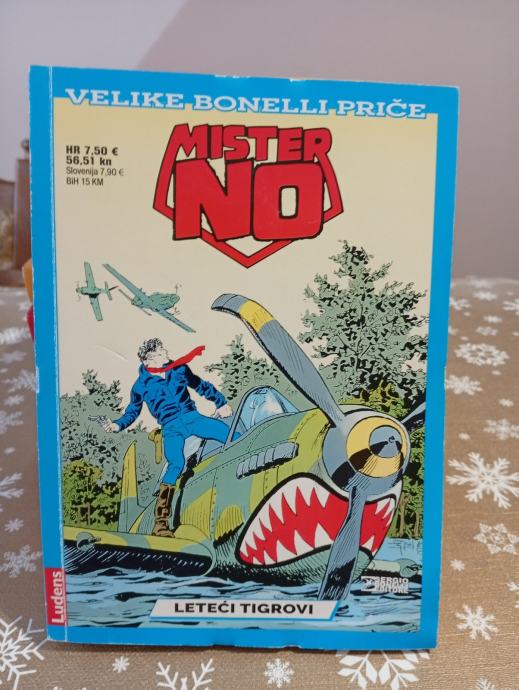 VELIKE BONELLI PRIČE
HR 7,50 €
56,51 kn
Slovenija 7,90 €
BiH 15 KM
MISTER
NO
SERGIO
BONELLI
EDITORE
LETEĆI TIGROVI
Ludens